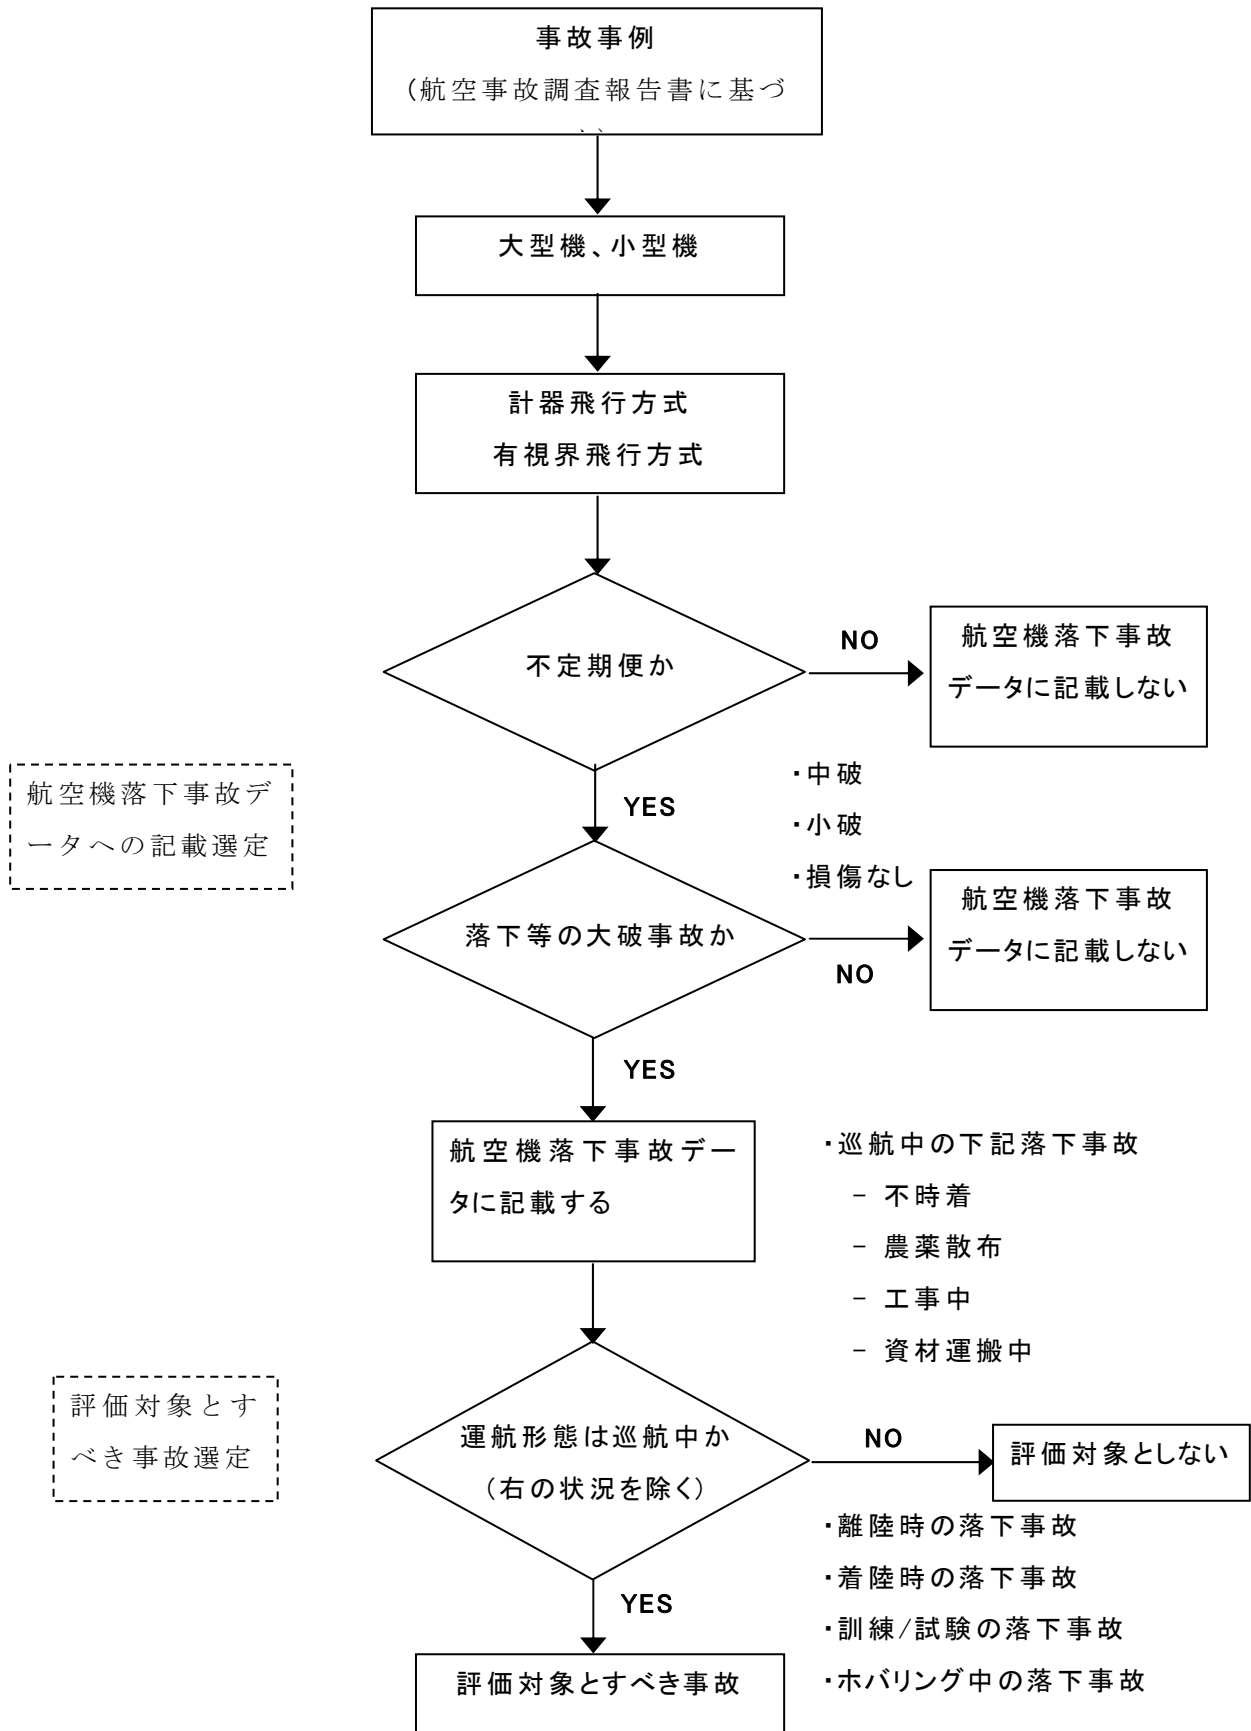 事故事例
(航空事故調査報告書に基づ
大型機、小型機
計器飛行方式
有視界飛行方式
不定期便か
NO
航空機落下事故
データに記載しない
航空機落下事故デ
ータへの記載選定
YES
・中破
・小破
・損傷なし
落下等の大破事故か
NO
航空機落下事故
データに記載しない
YES
航空機落下事故デー
タに記載する
・巡航中の下記落下事故
－ 不時着
－ 農薬散布
－ 工事中
－ 資材運搬中
評価対象とす
べき事故選定
運航形態は巡航中か
(右の状況を除く)
NO
評価対象としない
・離陸時の落下事故
・着陸時の落下事故
・訓練/試験の落下事故
・ホバリング中の落下事故
YES
評価対象とすべき事故